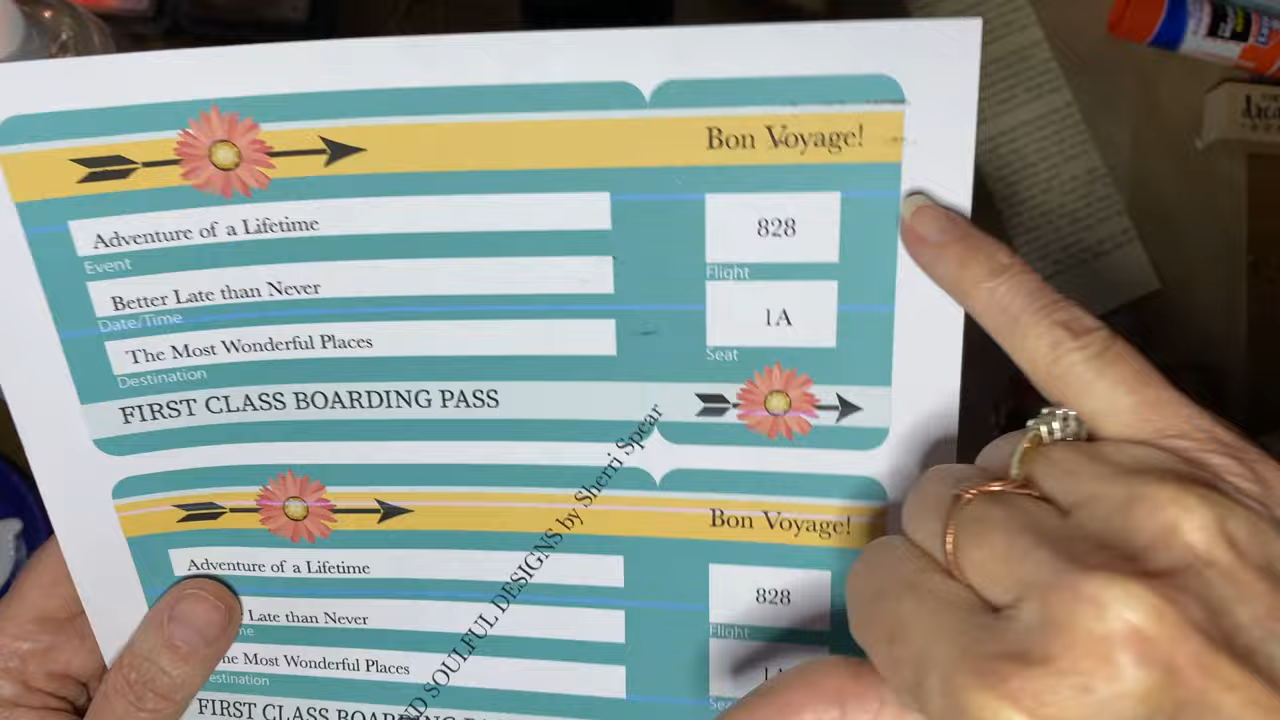 Bon Voyage!
Adventure of a Lifetime
Event
828
Flight
Better Late than Never
Date/Time
1A
Seat
The Most Wonderful Places
Destination
FIRST CLASS BOARDING PASS
SOULFUL DESIGNS by Sherri Spear
Bon Voyage!
Adventure of a Lifetime
828
Flight
Late than Never
The Most Wonderful Places
FIRST CLASS